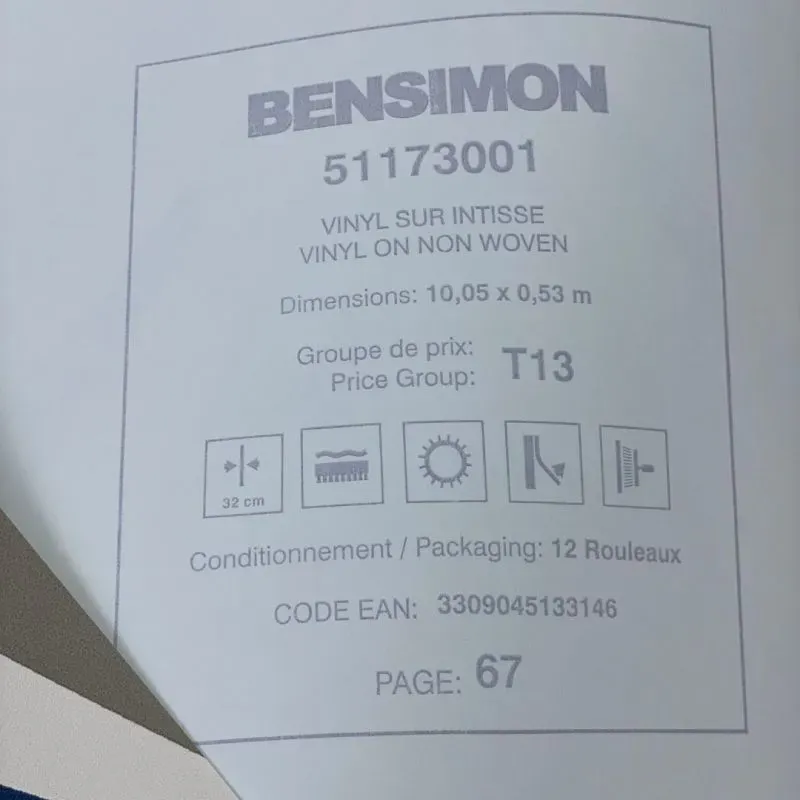 BENSIMON
51173001
VINYL SUR INTISSE
VINYL ON NON WOVEN
Dimensions: 10,05 x 0,53 m
Groupe de prix:
Price Group: T13
32 cm
Conditionnement / Packaging: 12 Rouleaux
CODE EAN: 3309045133146
PAGE: 67